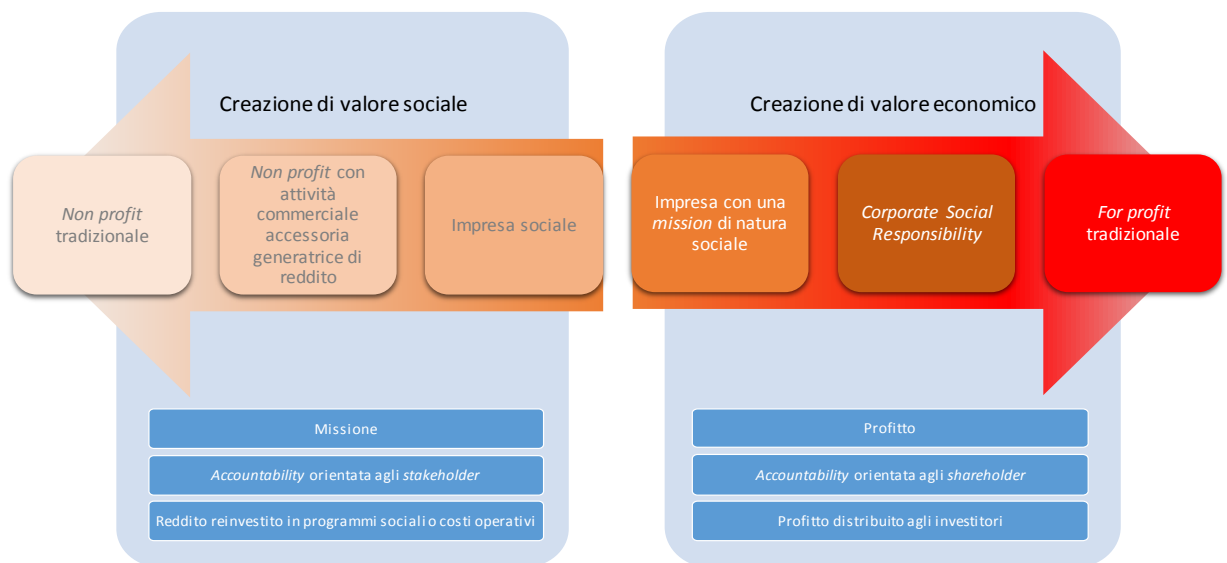 Creazione di valore sociale
Creazione di valore economico
Non profit
tradizionale
Non profit con
attività
commerciale
accessoria
generatrice di
reddito
Impresa sociale
Impresa con una
mission di natura
sociale
Corporate Social
Responsibility
For profit
tradizionale
Missione
Accountability orientata agli stakeholder
Reddito reinvestito in programmi sociali o costi operativi
Profitto
Accountability orientata agli shareholder
Profitto distribuito agli investitori